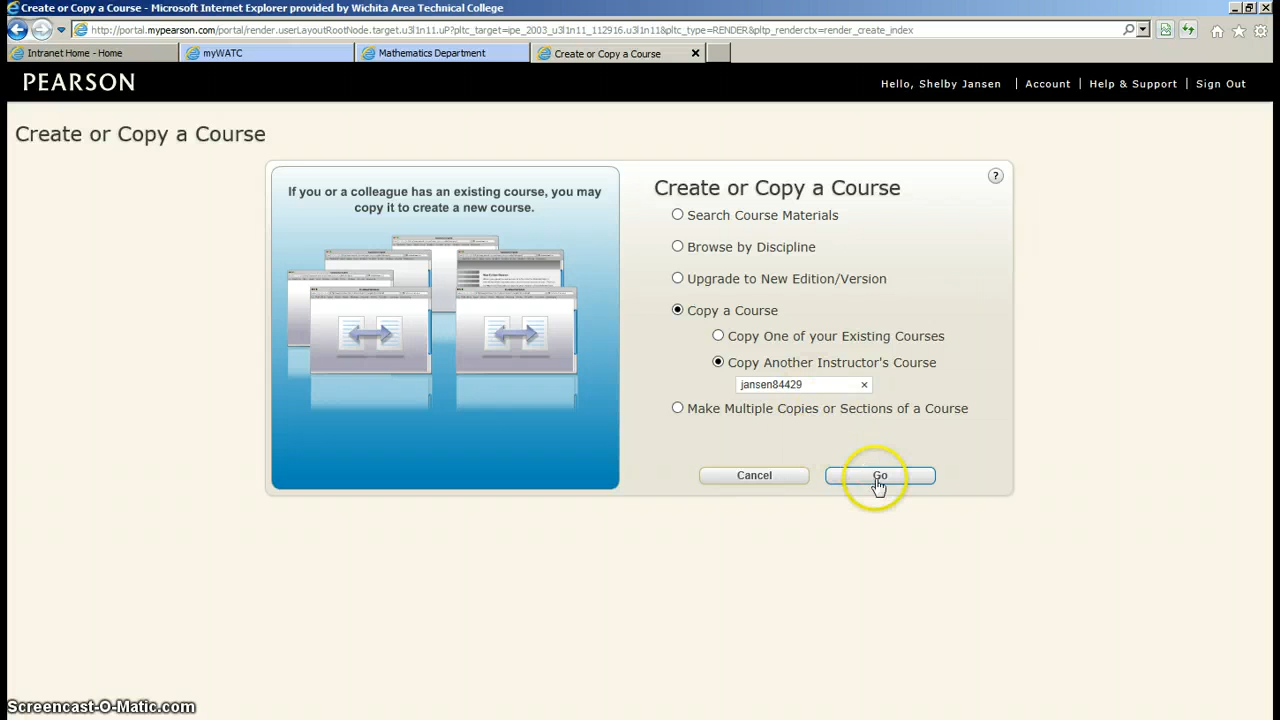 Create or Copy a Course - Microsoft Internet Explorer provided by Wichita Area Technical College
http://portal.mypearson.com/portal/render.userLayoutRootNode.target.u3l1n11.uP?pltc_target=ipe_2003_u3l1n11_112916.u3l1n11&pltc_type=RENDER&pltp_renderctx=render_create_index
Intranet Home - Home
myWATC
Mathematics Department
Create or Copy a Course
PEARSON
Hello, Shelby Jansen | Account | Help & Support | Sign Out
Create or Copy a Course
If you or a colleague has an existing course, you may
copy it to create a new course.
Create or Copy a Course
?
Search Course Materials
Browse by Discipline
Upgrade to New Edition/Version
Copy a Course
Copy One of your Existing Courses
Copy Another Instructor's Course
jansen84429
Make Multiple Copies or Sections of a Course
Cancel
Go
Screencast-O-Matic.com